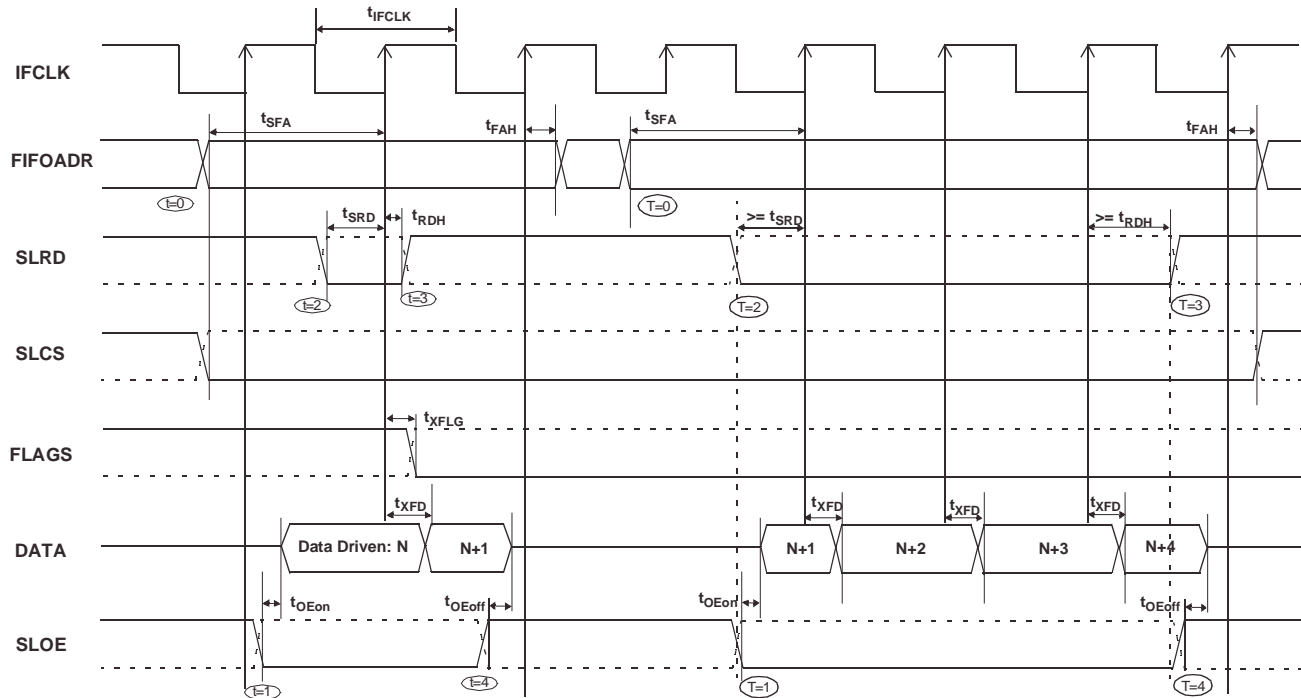 tIFCLK
IFCLK
tSFA
tFAH
tSFA
tFAH
FIFOADR
t=0
T=0
tSRD
tRDH
>= tSRD
>= tRDH
SLRD
t=2
t=3
T=2
T=3
SLCS
tXFLG
FLAGS
tXFD
tXFD
tXFD
tXFD
DATA
Data Driven: N
N+1
N+1
N+2
N+3
N+4
tOEon
tOEoff
tOEon
tOEoff
SLOE
t=1
t=4
T=1
T=4